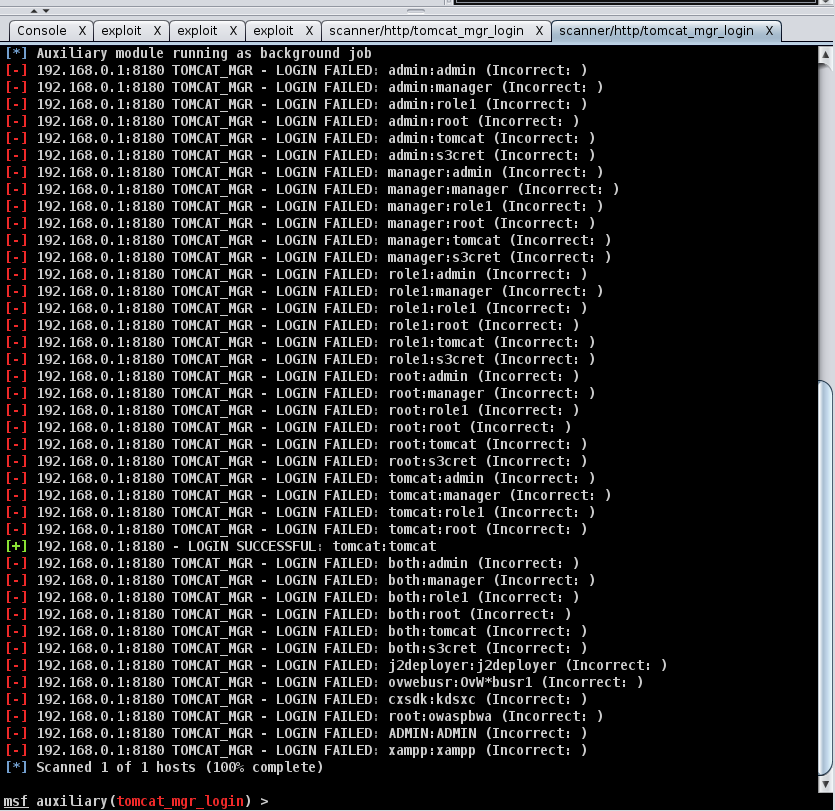 Console X exploit X exploit X exploit X scanner/http/tomcat_mgr_login X scanner/http/tomcat_mgr_login X
[*] Auxiliary module running as background job
[-] 192.168.0.1:8180 TOMCAT_MGR - LOGIN FAILED: admin:admin (Incorrect: )
[-] 192.168.0.1:8180 TOMCAT_MGR - LOGIN FAILED: admin:manager (Incorrect: )
[-] 192.168.0.1:8180 TOMCAT_MGR - LOGIN FAILED: admin:role1 (Incorrect: )
[-] 192.168.0.1:8180 TOMCAT_MGR - LOGIN FAILED: admin:root (Incorrect: )
[-] 192.168.0.1:8180 TOMCAT_MGR - LOGIN FAILED: admin:tomcat (Incorrect: )
[-] 192.168.0.1:8180 TOMCAT_MGR - LOGIN FAILED: admin:s3cret (Incorrect: )
[-] 192.168.0.1:8180 TOMCAT_MGR - LOGIN FAILED: manager:admin (Incorrect: )
[-] 192.168.0.1:8180 TOMCAT_MGR - LOGIN FAILED: manager:manager (Incorrect: )
[-] 192.168.0.1:8180 TOMCAT_MGR - LOGIN FAILED: manager:role1 (Incorrect: )
[-] 192.168.0.1:8180 TOMCAT_MGR - LOGIN FAILED: manager:root (Incorrect: )
[-] 192.168.0.1:8180 TOMCAT_MGR - LOGIN FAILED: manager:tomcat (Incorrect: )
[-] 192.168.0.1:8180 TOMCAT_MGR - LOGIN FAILED: manager:s3cret (Incorrect: )
[-] 192.168.0.1:8180 TOMCAT_MGR - LOGIN FAILED: role1:admin (Incorrect: )
[-] 192.168.0.1:8180 TOMCAT_MGR - LOGIN FAILED: role1:manager (Incorrect: )
[-] 192.168.0.1:8180 TOMCAT_MGR - LOGIN FAILED: role1:role1 (Incorrect: )
[-] 192.168.0.1:8180 TOMCAT_MGR - LOGIN FAILED: role1:root (Incorrect: )
[-] 192.168.0.1:8180 TOMCAT_MGR - LOGIN FAILED: role1:tomcat (Incorrect: )
[-] 192.168.0.1:8180 TOMCAT_MGR - LOGIN FAILED: role1:s3cret (Incorrect: )
[-] 192.168.0.1:8180 TOMCAT_MGR - LOGIN FAILED: root:admin (Incorrect: )
[-] 192.168.0.1:8180 TOMCAT_MGR - LOGIN FAILED: root:manager (Incorrect: )
[-] 192.168.0.1:8180 TOMCAT_MGR - LOGIN FAILED: root:role1 (Incorrect: )
[-] 192.168.0.1:8180 TOMCAT_MGR - LOGIN FAILED: root:root (Incorrect: )
[-] 192.168.0.1:8180 TOMCAT_MGR - LOGIN FAILED: root:tomcat (Incorrect: )
[-] 192.168.0.1:8180 TOMCAT_MGR - LOGIN FAILED: root:s3cret (Incorrect: )
[-] 192.168.0.1:8180 TOMCAT_MGR - LOGIN FAILED: tomcat:admin (Incorrect: )
[-] 192.168.0.1:8180 TOMCAT_MGR - LOGIN FAILED: tomcat:manager (Incorrect: )
[-] 192.168.0.1:8180 TOMCAT_MGR - LOGIN FAILED: tomcat:role1 (Incorrect: )
[-] 192.168.0.1:8180 TOMCAT_MGR - LOGIN FAILED: tomcat:root (Incorrect: )
[+] 192.168.0.1:8180 - LOGIN SUCCESSFUL: tomcat:tomcat
[-] 192.168.0.1:8180 TOMCAT_MGR - LOGIN FAILED: both:admin (Incorrect: )
[-] 192.168.0.1:8180 TOMCAT_MGR - LOGIN FAILED: both:manager (Incorrect: )
[-] 192.168.0.1:8180 TOMCAT_MGR - LOGIN FAILED: both:role1 (Incorrect: )
[-] 192.168.0.1:8180 TOMCAT_MGR - LOGIN FAILED: both:root (Incorrect: )
[-] 192.168.0.1:8180 TOMCAT_MGR - LOGIN FAILED: both:tomcat (Incorrect: )
[-] 192.168.0.1:8180 TOMCAT_MGR - LOGIN FAILED: both:s3cret (Incorrect: )
[-] 192.168.0.1:8180 TOMCAT_MGR - LOGIN FAILED: j2deployer:j2deployer (Incorrect: )
[-] 192.168.0.1:8180 TOMCAT_MGR - LOGIN FAILED: ovwebusr:OvW*busr1 (Incorrect: )
[-] 192.168.0.1:8180 TOMCAT_MGR - LOGIN FAILED: cxsdk:kdsxc (Incorrect: )
[-] 192.168.0.1:8180 TOMCAT_MGR - LOGIN FAILED: root:owaspbwa (Incorrect: )
[-] 192.168.0.1:8180 TOMCAT_MGR - LOGIN FAILED: ADMIN:ADMIN (Incorrect: )
[-] 192.168.0.1:8180 TOMCAT_MGR - LOGIN FAILED: xampp:xampp (Incorrect: )
[*] Scanned 1 of 1 hosts (100% complete)
msf auxiliary(tomcat_mgr_login) >